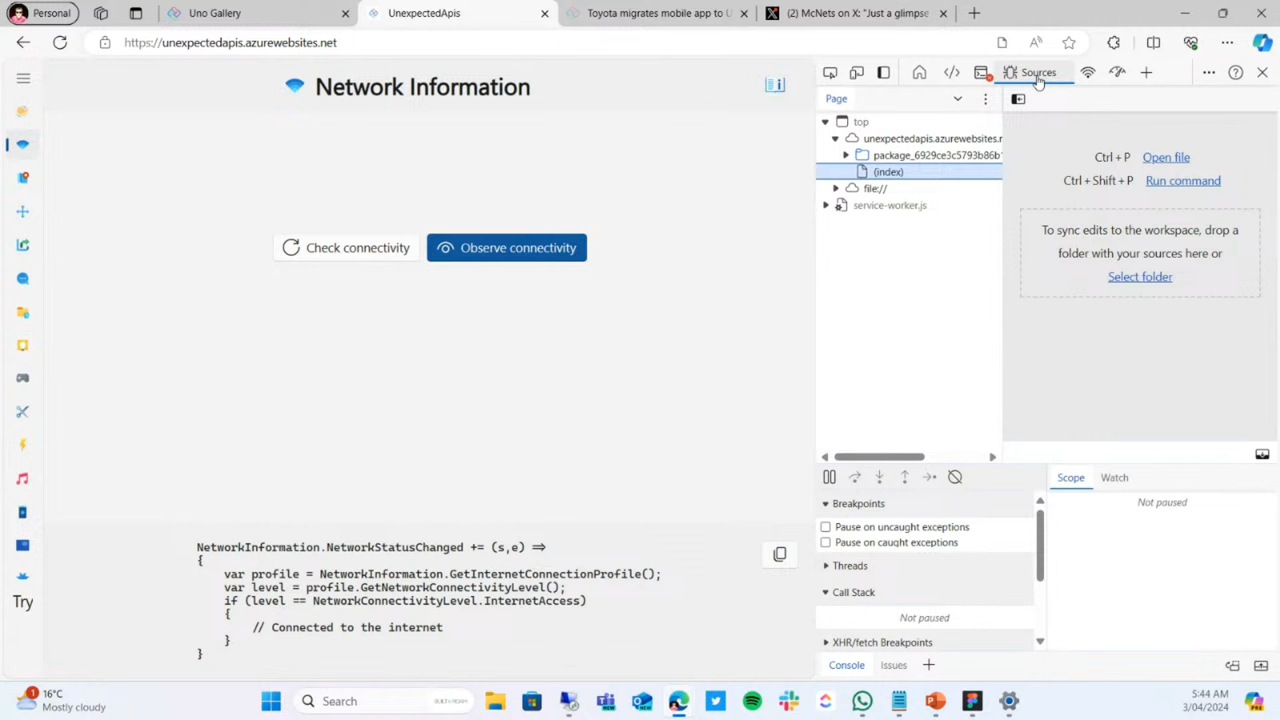 Personal
Uno Gallery
UnexpectedApis
Toyota migrates mobile app to U
(2) McNets on X: "Just a glimpse
https://unexpectedapis.azurewebsites.net
Network Information
Check connectivity
Observe connectivity
NetworkInformation.NetworkStatusChanged += (s,e) =>
{
var profile = NetworkInformation.GetInternetConnectionProfile();
var level = profile.GetNetworkConnectivityLevel();
if (level == NetworkConnectivityLevel.InternetAccess)
{
// Connected to the internet
}
}
Try
Sources
Page
top
unexpectedapis.azurewebsites.r
package_6929ce3c5793b86b
(index)
file://
service-worker.js
Ctrl + P Open file
Ctrl + Shift + P Run command
To sync edits to the workspace, drop a
folder with your sources here or
Select folder
Breakpoints
Pause on uncaught exceptions
Pause on caught exceptions
Threads
Call Stack
Not paused
XHR/fetch Breakpoints
Scope
Watch
Not paused
Console
Issues
1
16°C
Mostly cloudy
Search
5:44 AM
3/04/2024